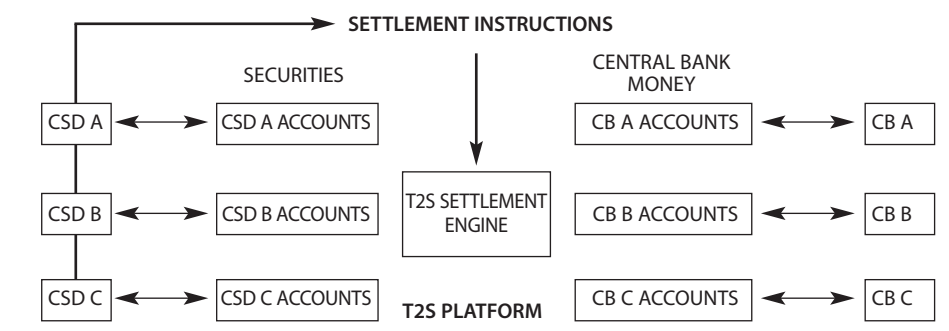 SETTLEMENT INSTRUCTIONS
SECURITIES
CENTRAL BANK
MONEY
CSD A
CSD A ACCOUNTS
CB A ACCOUNTS
CB A
CSD B
CSD B ACCOUNTS
T2S SETTLEMENT
ENGINE
CB B ACCOUNTS
CB B
CSD C
CSD C ACCOUNTS
T2S PLATFORM
CB C ACCOUNTS
CB C